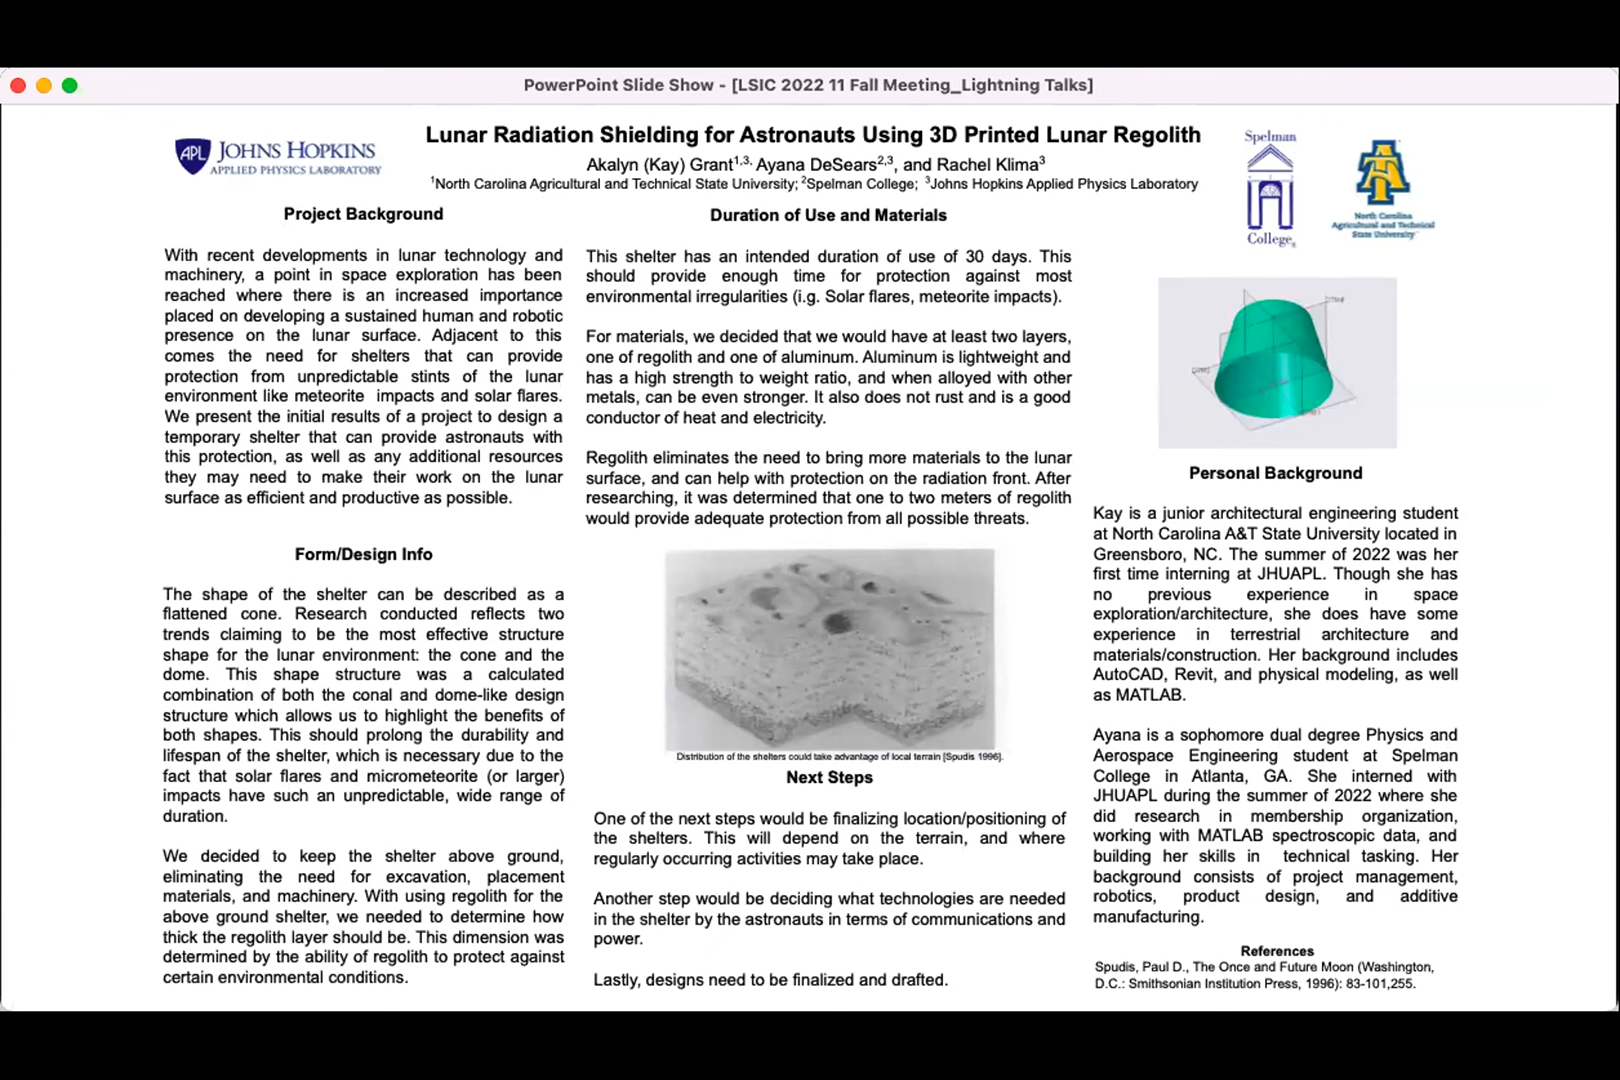 PowerPoint Slide Show - [LSIC 2022 11 Fall Meeting_Lightning Talks]
APL JOHNS HOPKINS
APPLIED PHYSICS LABORATORY
Lunar Radiation Shielding for Astronauts Using 3D Printed Lunar Regolith
Akalyn (Kay) Grant1,3, Ayana DeSears2,3, and Rachel Klima3
1North Carolina Agricultural and Technical State University; 2Spelman College; 3Johns Hopkins Applied Physics Laboratory
Spelman
College
North Carolina
Agricultural and Technical
State University
Project Background
With recent developments in lunar technology and
machinery, a point in space exploration has been
reached where there is an increased importance
placed on developing a sustained human and robotic
presence on the lunar surface. Adjacent to this
comes the need for shelters that can provide
protection from unpredictable stints of the lunar
environment like meteorite impacts and solar flares.
We present the initial results of a project to design a
temporary shelter that can provide astronauts with
this protection, as well as any additional resources
they may need to make their work on the lunar
surface as efficient and productive as possible.
Form/Design Info
The shape of the shelter can be described as a
flattened cone. Research conducted reflects two
trends claiming to be the most effective structure
shape for the lunar environment: the cone and the
dome. This shape structure was a calculated
combination of both the conal and dome-like design
structure which allows us to highlight the benefits of
both shapes. This should prolong the durability and
lifespan of the shelter, which is necessary due to the
fact that solar flares and micrometeorite (or larger)
impacts have such an unpredictable, wide range of
duration.
We decided to keep the shelter above ground,
eliminating the need for excavation, placement
materials, and machinery. With using regolith for the
above ground shelter, we needed to determine how
thick the regolith layer should be. This dimension was
determined by the ability of regolith to protect against
certain environmental conditions.
Duration of Use and Materials
This shelter has an intended duration of use of 30 days. This
should provide enough time for protection against most
environmental irregularities (i.g. Solar flares, meteorite impacts).
For materials, we decided that we would have at least two layers,
one of regolith and one of aluminum. Aluminum is lightweight and
has a high strength to weight ratio, and when alloyed with other
metals, can be even stronger. It also does not rust and is a good
conductor of heat and electricity.
Regolith eliminates the need to bring more materials to the lunar
surface, and can help with protection on the radiation front. After
researching, it was determined that one to two meters of regolith
would provide adequate protection from all possible threats.
Distribution of the shelters could take advantage of local terrain [Spudis 1996].
Next Steps
One of the next steps would be finalizing location/positioning of
the shelters. This will depend on the terrain, and where
regularly occurring activities may take place.
Another step would be deciding what technologies are needed
in the shelter by the astronauts in terms of communications and
power.
Lastly, designs need to be finalized and drafted.
Personal Background
Kay is a junior architectural engineering student
at North Carolina A&T State University located in
Greensboro, NC. The summer of 2022 was her
first time interning at JHUAPL. Though she has
no previous experience in space
exploration/architecture, she does have some
experience in terrestrial architecture and
materials/construction. Her background includes
AutoCAD, Revit, and physical modeling, as well
as MATLAB.
Ayana is a sophomore dual degree Physics and
Aerospace Engineering student at Spelman
College in Atlanta, GA. She interned with
JHUAPL during the summer of 2022 where she
did research in membership organization,
working with MATLAB spectroscopic data, and
building her skills in technical tasking. Her
background consists of project management,
robotics, product design, and additive
manufacturing.
References
Spudis, Paul D., The Once and Future Moon (Washington,
D.C.: Smithsonian Institution Press, 1996): 83-101,255.